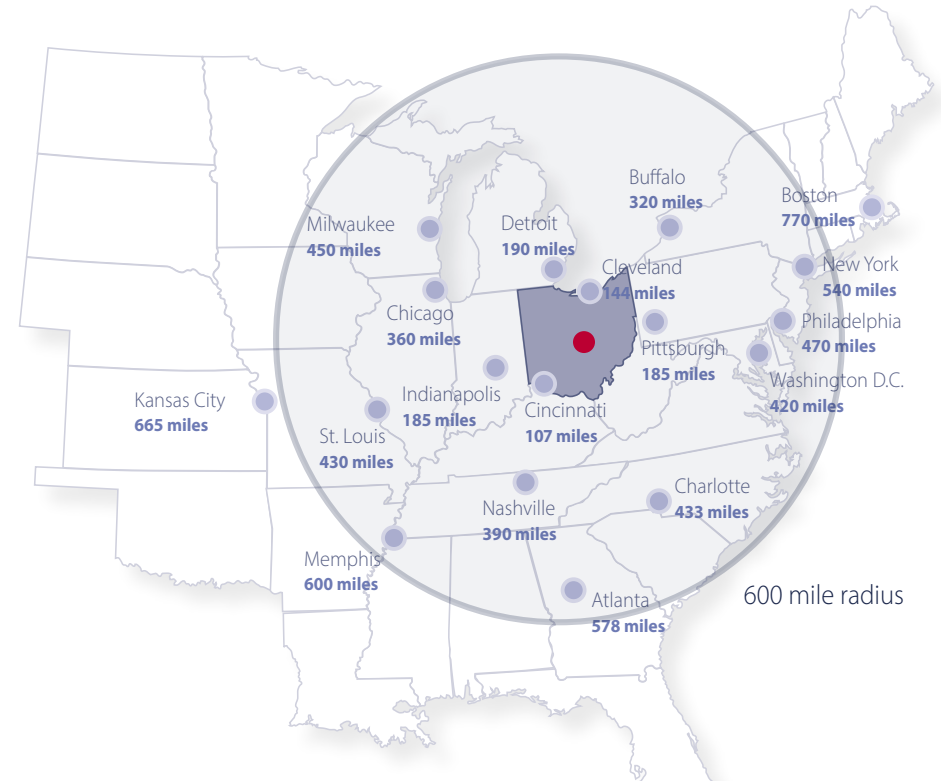 Buffalo
320 miles
Boston
770 miles
Milwaukee
450 miles
Detroit
190 miles
Cleveland
144 miles
New York
540 miles
Chicago
360 miles
Philadelphia
470 miles
Pittsburgh
185 miles
Washington D.C.
420 miles
Kansas City
665 miles
Indianapolis
185 miles
Cincinnati
107 miles
St. Louis
430 miles
Nashville
390 miles
Charlotte
433 miles
Memphis
600 miles
Atlanta
578 miles
600 mile radius